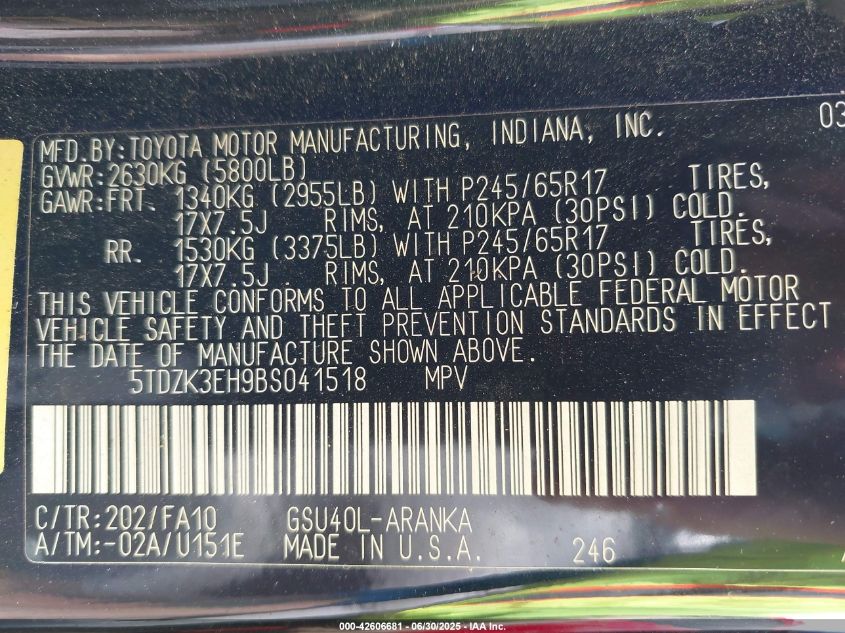 MFD.BY:TOYOTA MOTOR MANUFACTURING, INDIANA, INC. 03
GVWR:2630KG (5800LB)
GAWR:FRT. 1340KG (2955LB) WITH P245/65R17 TIRES,
17X7.5J RIMS, AT 210KPA (30PSI) COLD.
RR. 1530KG (3375LB) WITH P245/65R17 TIRES,
17X7.5J RIMS, AT 210KPA (30PSI) COLD.
THIS VEHICLE CONFORMS TO ALL APPLICABLE FEDERAL MOTOR
VEHICLE SAFETY AND THEFT PREVENTION STANDARDS IN EFFECT
THE DATE OF MANUFACTURE SHOWN ABOVE.
5TDZK3EH9BS041518 MPV
C/TR:202/FA10 GSU40L-ARANKA
A/TM:-02A/U151E MADE IN U.S.A. 246
000-42606681 - 06/30/2025 - IAA Inc.